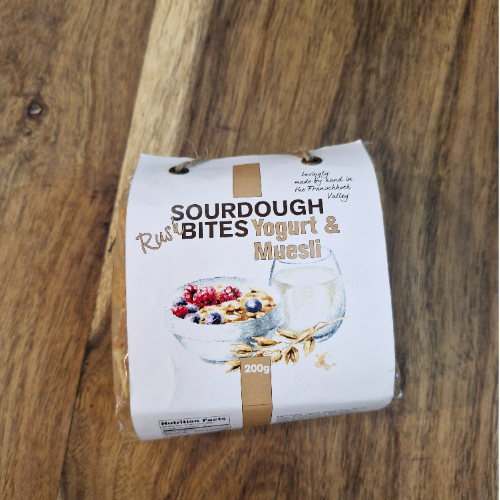 lovingly
made by hand in
the Franschhoek
Valley
SOURDOUGH
Rusk BITES Yogurt &
Muesli
200g
Nutrition Facts